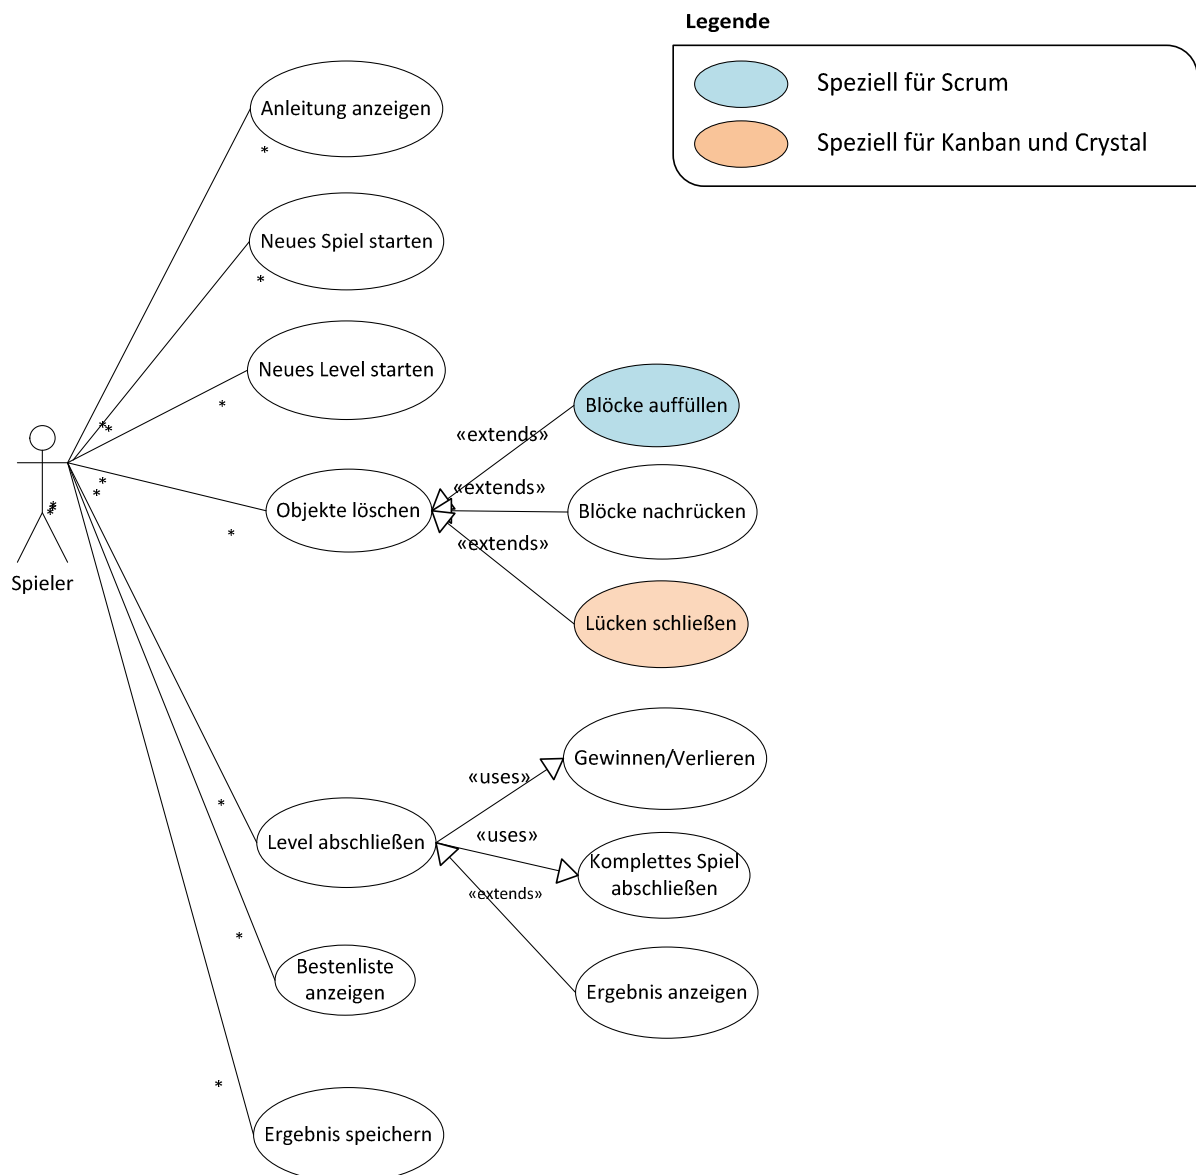 Legende
Speziell für Scrum
Speziell für Kanban und Crystal
Anleitung anzeigen
*
Neues Spiel starten
*
Neues Level starten
*
Blöcke auffüllen
«extends»
**
Spieler
*
*
*
*
*
Objekte löschen
*
«extends»
Blöcke nachrücken
«extends»
Lücken schließen
Gewinnen/Verlieren
«uses»
*
Level abschließen
«uses»
Komplettes Spiel
abschließen
«extends»
*
Bestenliste
anzeigen
Ergebnis anzeigen
*
Ergebnis speichern